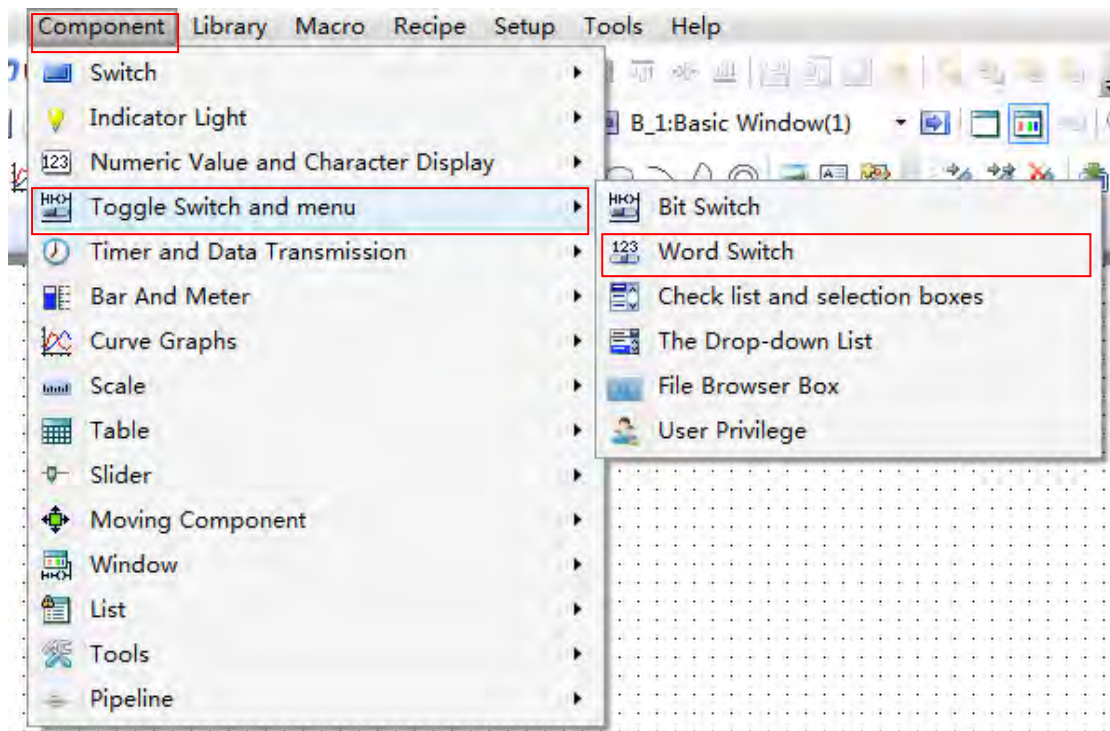 Component Library Macro Recipe Setup Tools Help
Switch
B_1:Basic Window(1)
Indicator Light
123 Numeric Value and Character Display
Toggle Switch and menu
Bit Switch
Timer and Data Transmission
123 Word Switch
Bar And Meter
Check list and selection boxes
Curve Graphs
The Drop-down List
Scale
File Browser Box
Table
User Privilege
Slider
Moving Component
Window
List
Tools
Pipeline